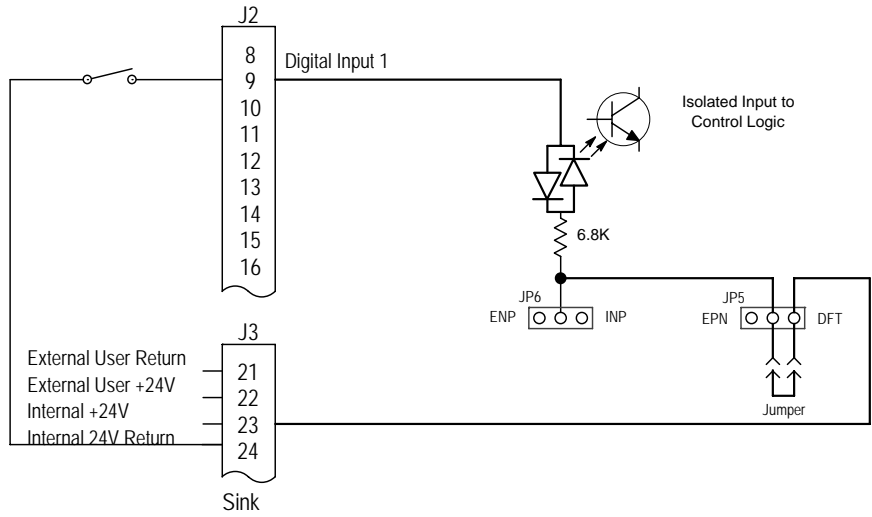 J2
8
Digital Input 1
9
10
11
12
13
14
15
16
Isolated Input to
Control Logic
6.8K
JP6
ENP
INP
JP5
EPN
DFT
Jumper
J3
External User Return
21
External User +24V
22
Internal +24V
23
Internal 24V Return
24
Sink